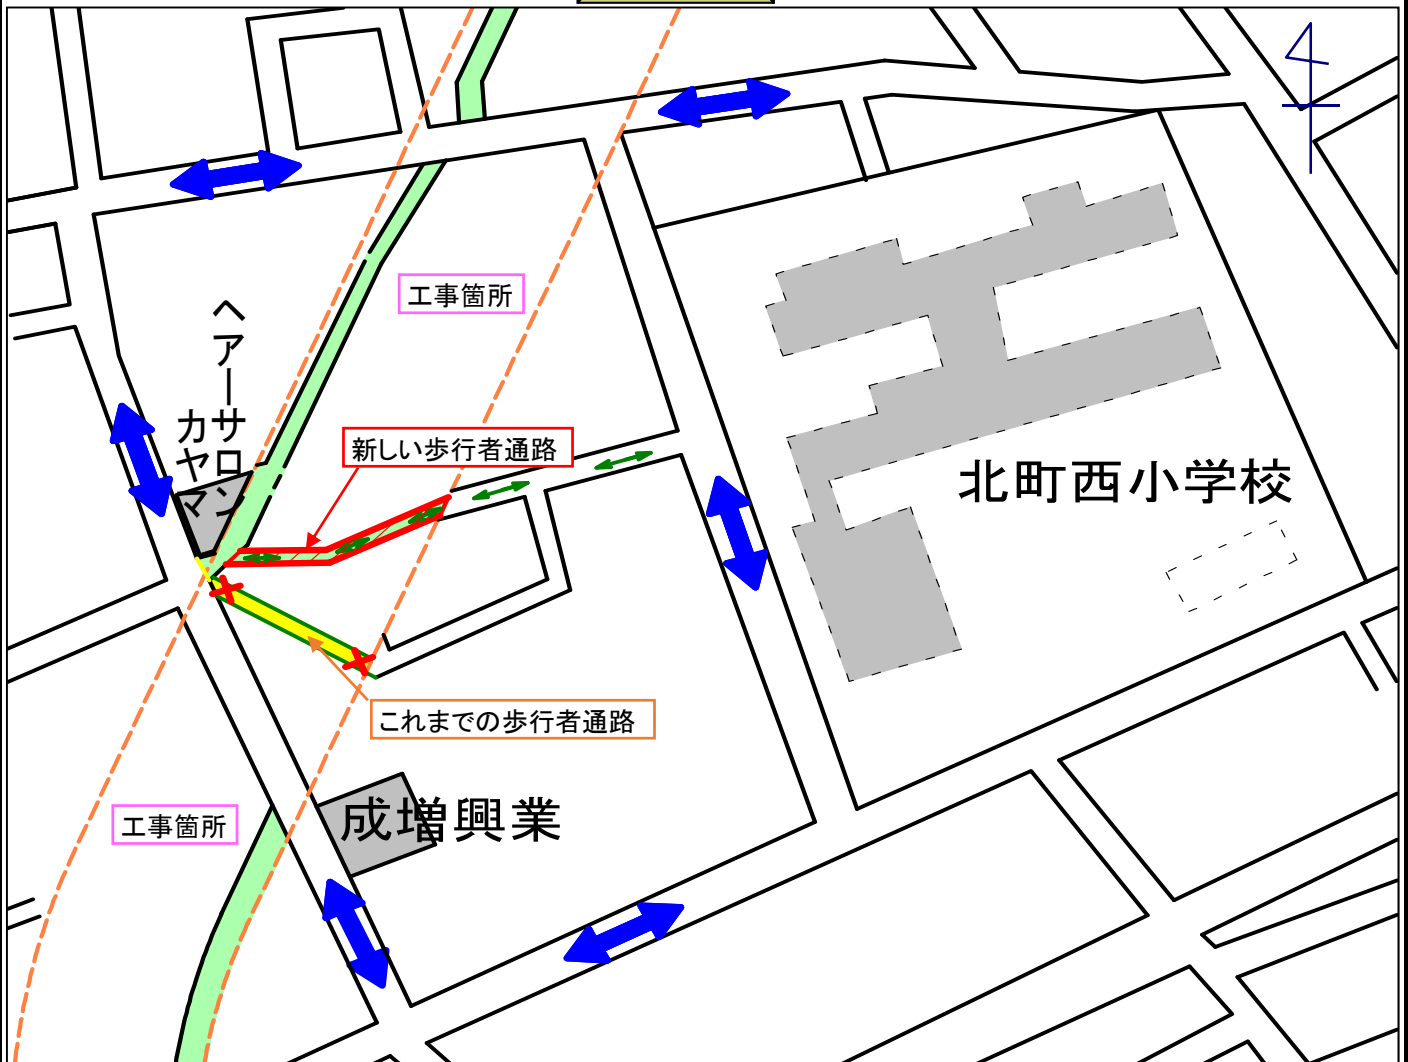 工事箇所
ヘアーサロン
カヤマ
新しい歩行者通路
北町西小学校
これまでの歩行者通路
成増興業
工事箇所